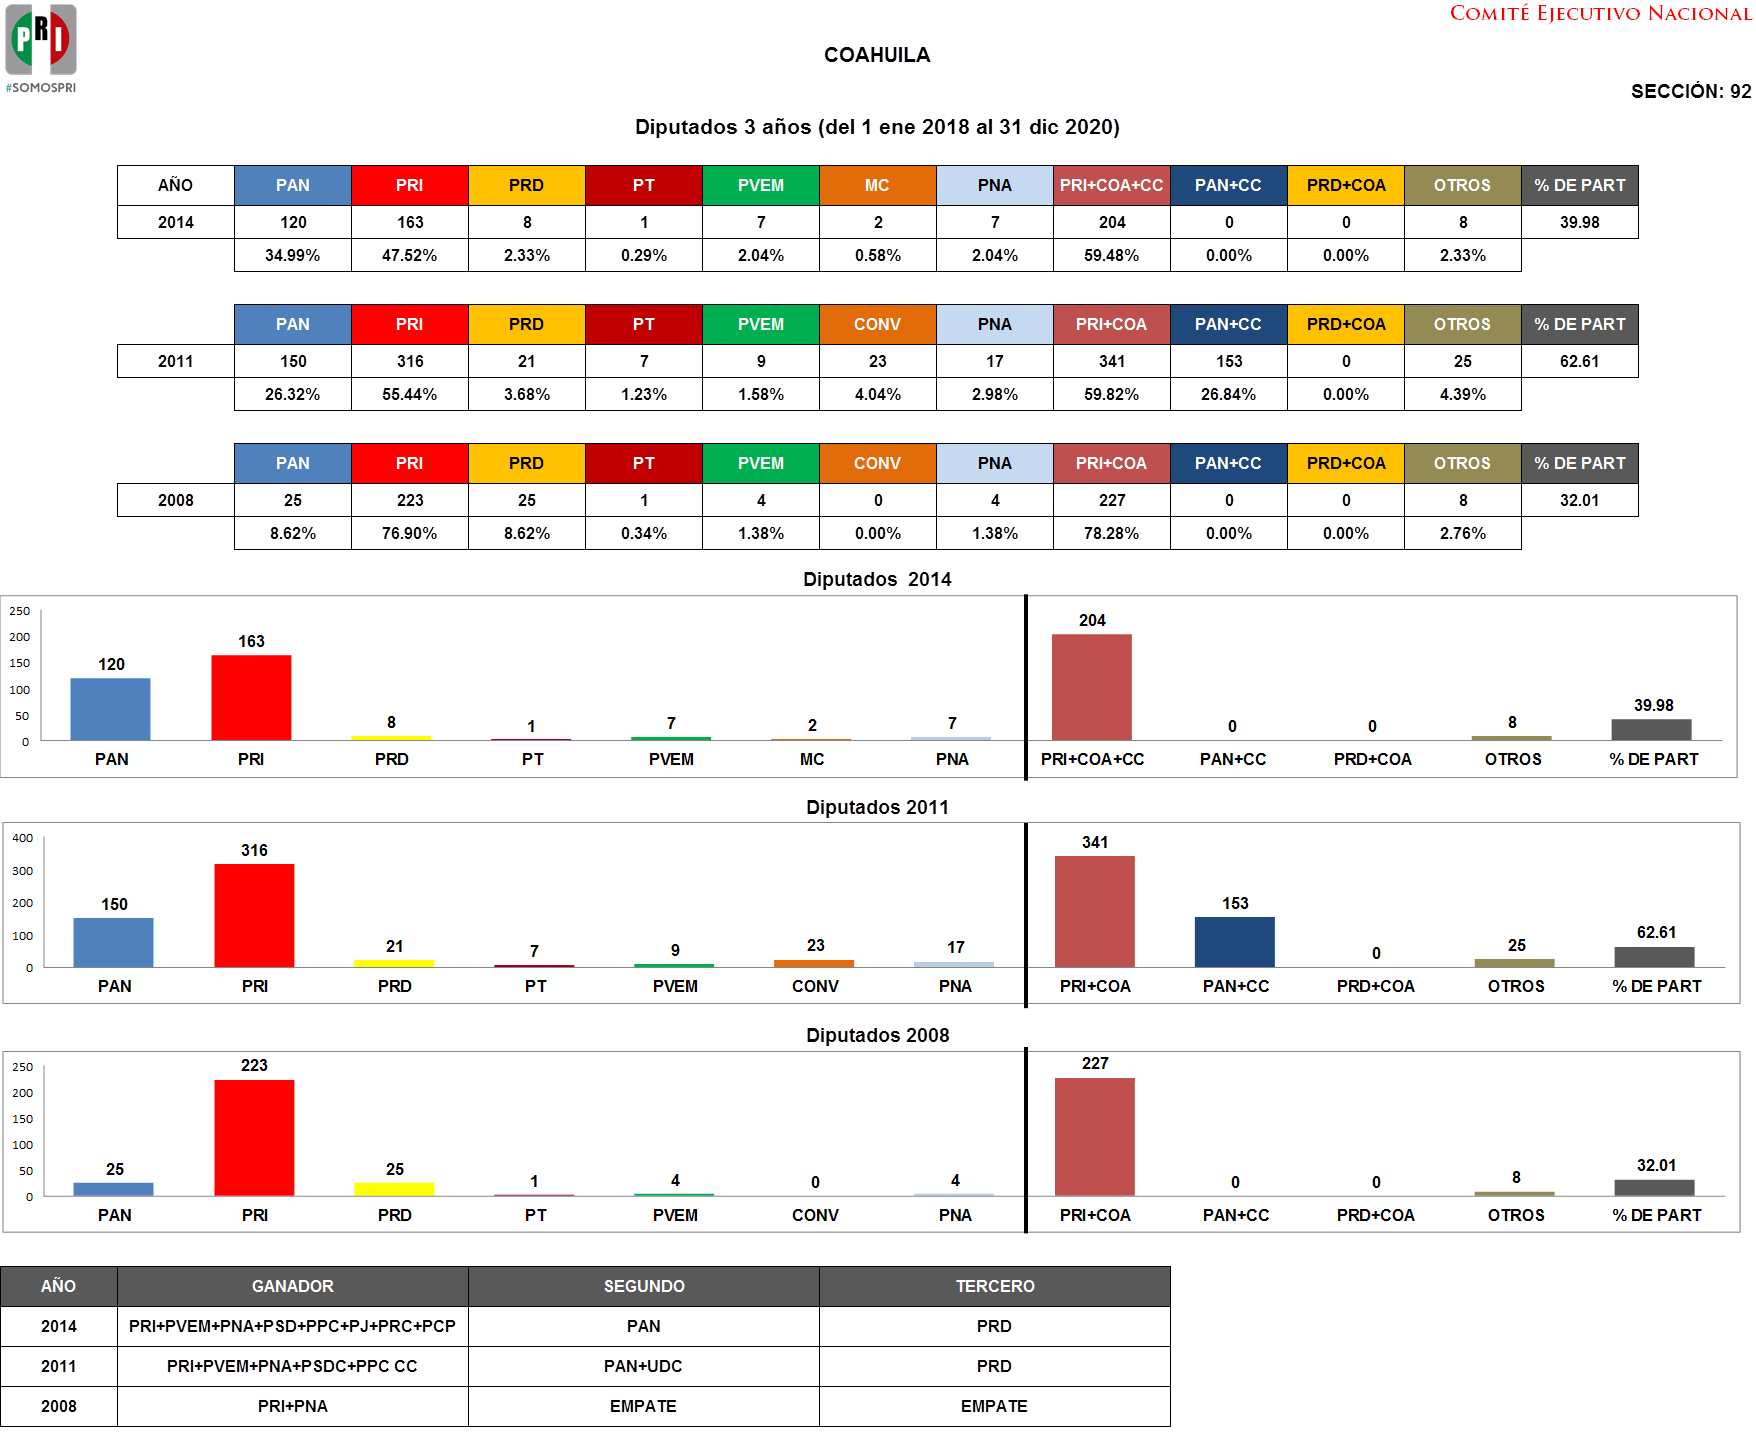 PRI
#SOMOSPRI
COMITÉ EJECUTIVO NACIONAL
COAHUILA
SECCIÓN: 92
Diputados 3 años (del 1 ene 2018 al 31 dic 2020)
AÑO PAN PRI PRD PT PVEM MC PNA PRI+COA+CC PAN+CC PRD+COA OTROS % DE PART
2014 120 163 8 1 7 2 7 204 0 0 8 39.98
34.99% 47.52% 2.33% 0.29% 2.04% 0.58% 2.04% 59.48% 0.00% 0.00% 2.33%
PAN PRI PRD PT PVEM CONV PNA PRI+COA PAN+CC PRD+COA OTROS % DE PART
2011 150 316 21 7 9 23 17 341 153 0 25 62.61
26.32% 55.44% 3.68% 1.23% 1.58% 4.04% 2.98% 59.82% 26.84% 0.00% 4.39%
PAN PRI PRD PT PVEM CONV PNA PRI+COA PAN+CC PRD+COA OTROS % DE PART
2008 25 223 25 1 4 0 4 227 0 0 8 32.01
8.62% 76.90% 8.62% 0.34% 1.38% 0.00% 1.38% 78.28% 0.00% 0.00% 2.76%
Diputados 2014
250
200
150
100
50
0
120 163 8 1 7 2 7 204 0 0 8 39.98
PAN PRI PRD PT PVEM MC PNA PRI+COA+CC PAN+CC PRD+COA OTROS % DE PART
Diputados 2011
400
300
200
100
0
150 316 21 7 9 23 17 341 153 0 25 62.61
PAN PRI PRD PT PVEM CONV PNA PRI+COA PAN+CC PRD+COA OTROS % DE PART
Diputados 2008
250
200
150
100
50
0
25 223 25 1 4 0 4 227 0 0 8 32.01
PAN PRI PRD PT PVEM CONV PNA PRI+COA PAN+CC PRD+COA OTROS % DE PART
AÑO GANADOR SEGUNDO TERCERO
2014 PRI+PVEM+PNA+PSD+PPC+PJ+PRC+PCP PAN PRD
2011 PRI+PVEM+PNA+PSDC+PPC CC PAN+UDC PRD
2008 PRI+PNA EMPATE EMPATE